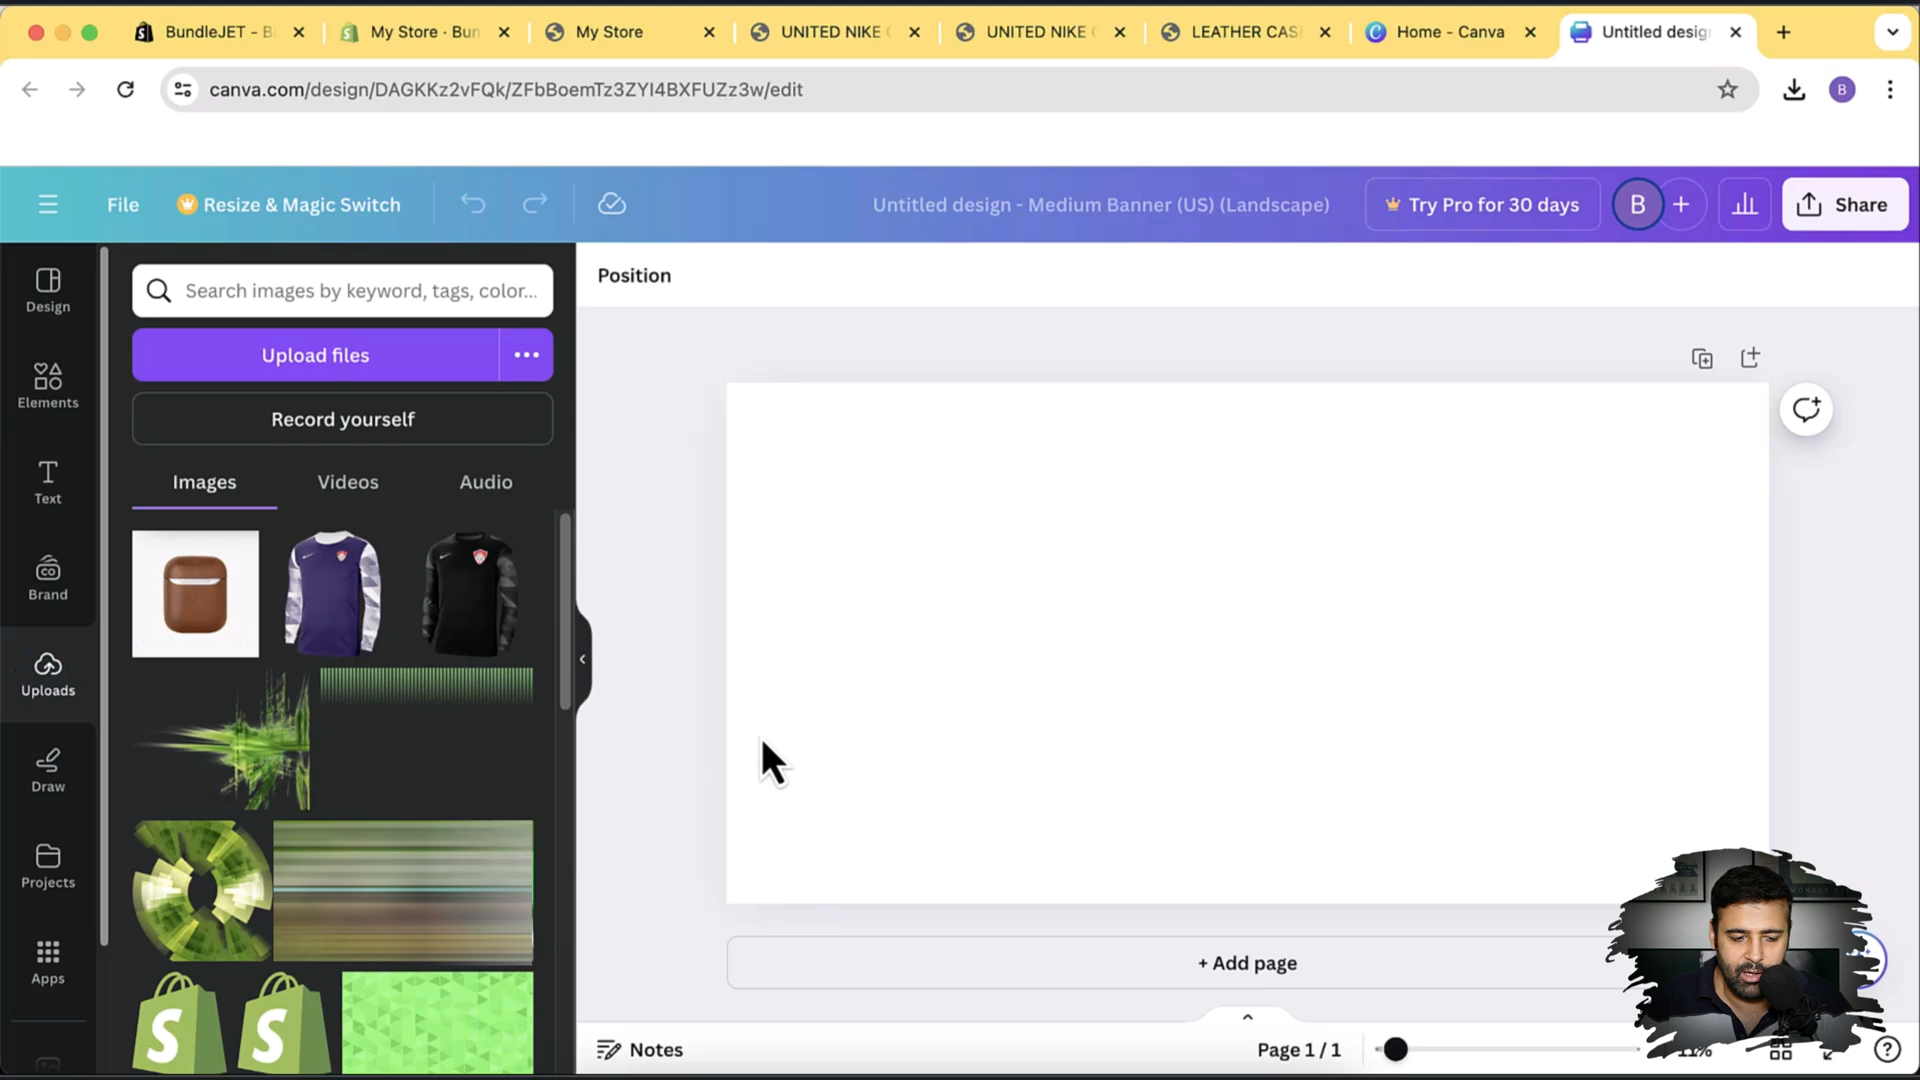 BundleJET - B
My Store · Bun
My Store
UNITED NIKE
UNITED NIKE
LEATHER CAS
Home - Canva
Untitled desig
canva.com/design/DAGKKz2vFQk/ZFbBoemTz3ZYI4BXFUZz3w/edit
B
File
Resize & Magic Switch
Untitled design - Medium Banner (US) (Landscape)
Try Pro for 30 days
B
Share
Design
Elements
Text
Brand
Uploads
Draw
Projects
Apps
Search images by keyword, tags, color...
Upload files
Record yourself
Images
Videos
Audio
Position
+ Add page
Notes
Page 1 / 1
11%